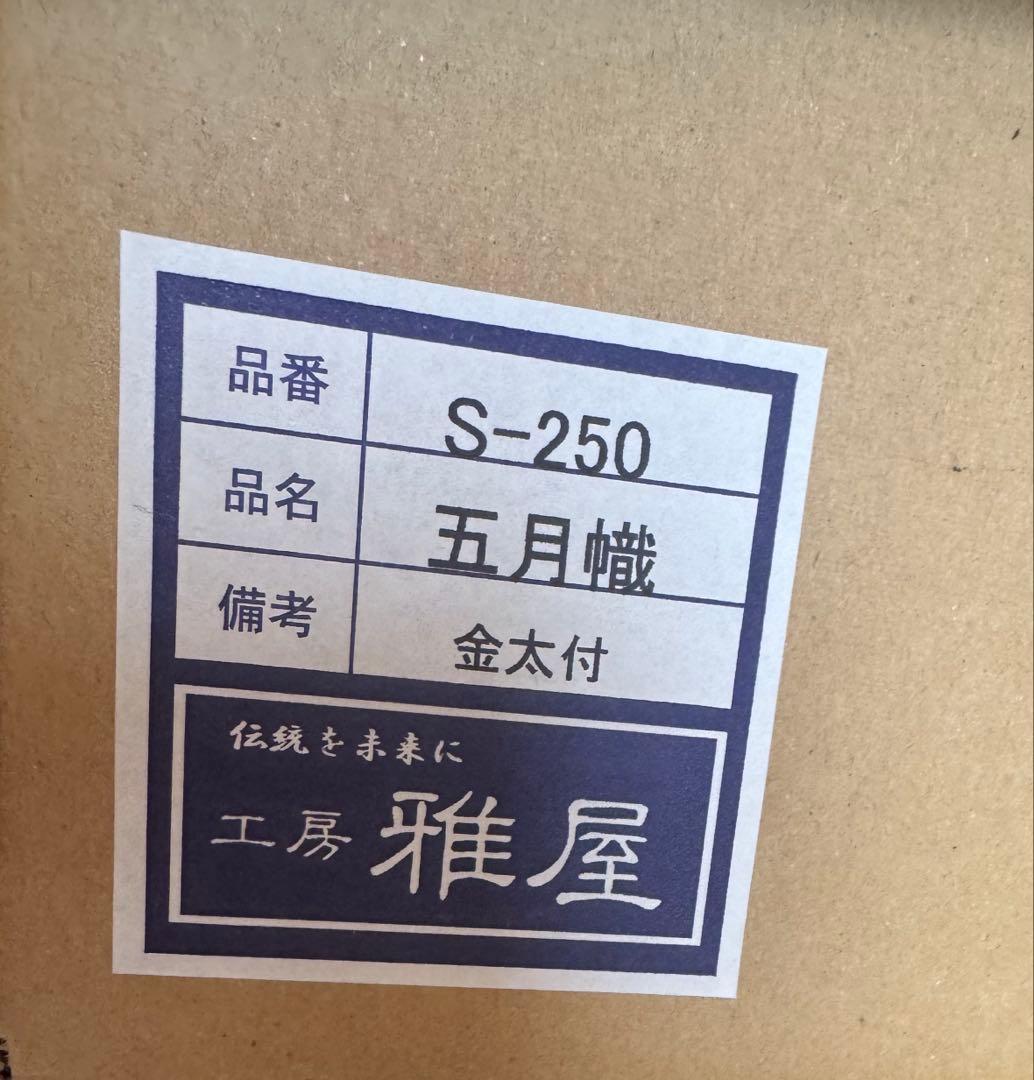 品番 S-250
品名 五月幟
備考 金太付
伝統を未来に
工房 雅屋